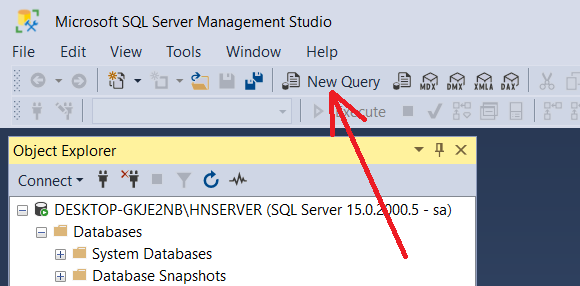 Microsoft SQL Server Management Studio
File Edit View Tools Window Help
New Query MDX DMX XMLA DAX
Execute
Object Explorer
Connect
DESKTOP-GKJE2NB\HNSERVER (SQL Server 15.0.2000.5 - sa)
Databases
System Databases
Database Snapshots